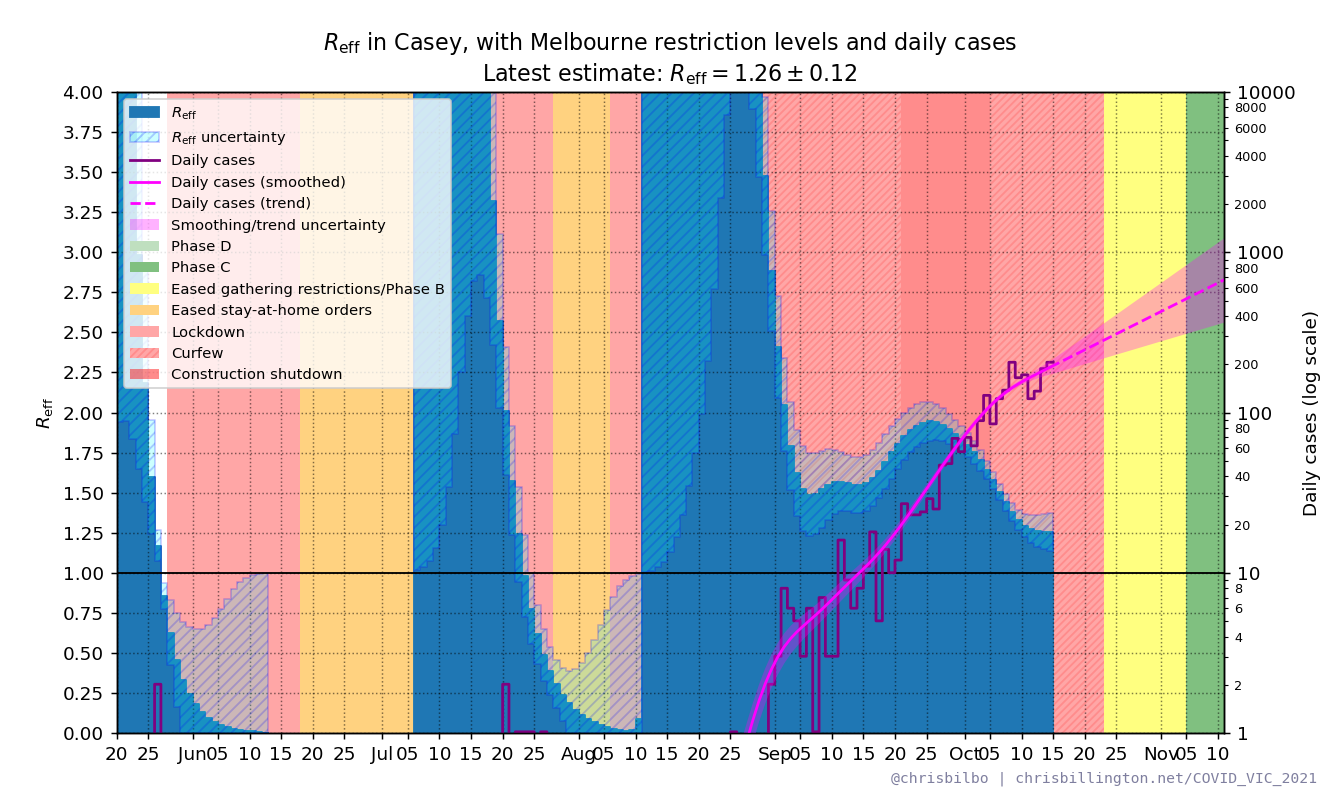 R_eff in Casey, with Melbourne restriction levels and daily cases
Latest estimate: R_eff = 1.26 ± 0.12
R_eff
R_eff uncertainty
Daily cases
Daily cases (smoothed)
Daily cases (trend)
Smoothing/trend uncertainty
Phase D
Phase C
Eased gathering restrictions/Phase B
Eased stay-at-home orders
Lockdown
Curfew
Construction shutdown
4.00
3.75
3.50
3.25
3.00
2.75
2.50
2.25
2.00
1.75
1.50
1.25
1.00
0.75
0.50
0.25
0.00
R_eff
10000
8000
6000
4000
2000
1000
800
600
400
200
100
80
60
40
20
10
8
6
4
2
1
Daily cases (log scale)
20 25 Jun 05 10 15 20 25 Jul 05 10 15 20 25 Aug 05 10 15 20 25 Sep 05 10 15 20 25 Oct 05 10 15 20 25 Nov 05 10
@chrisbilbo | chrisbillington.net/COVID_VIC_2021